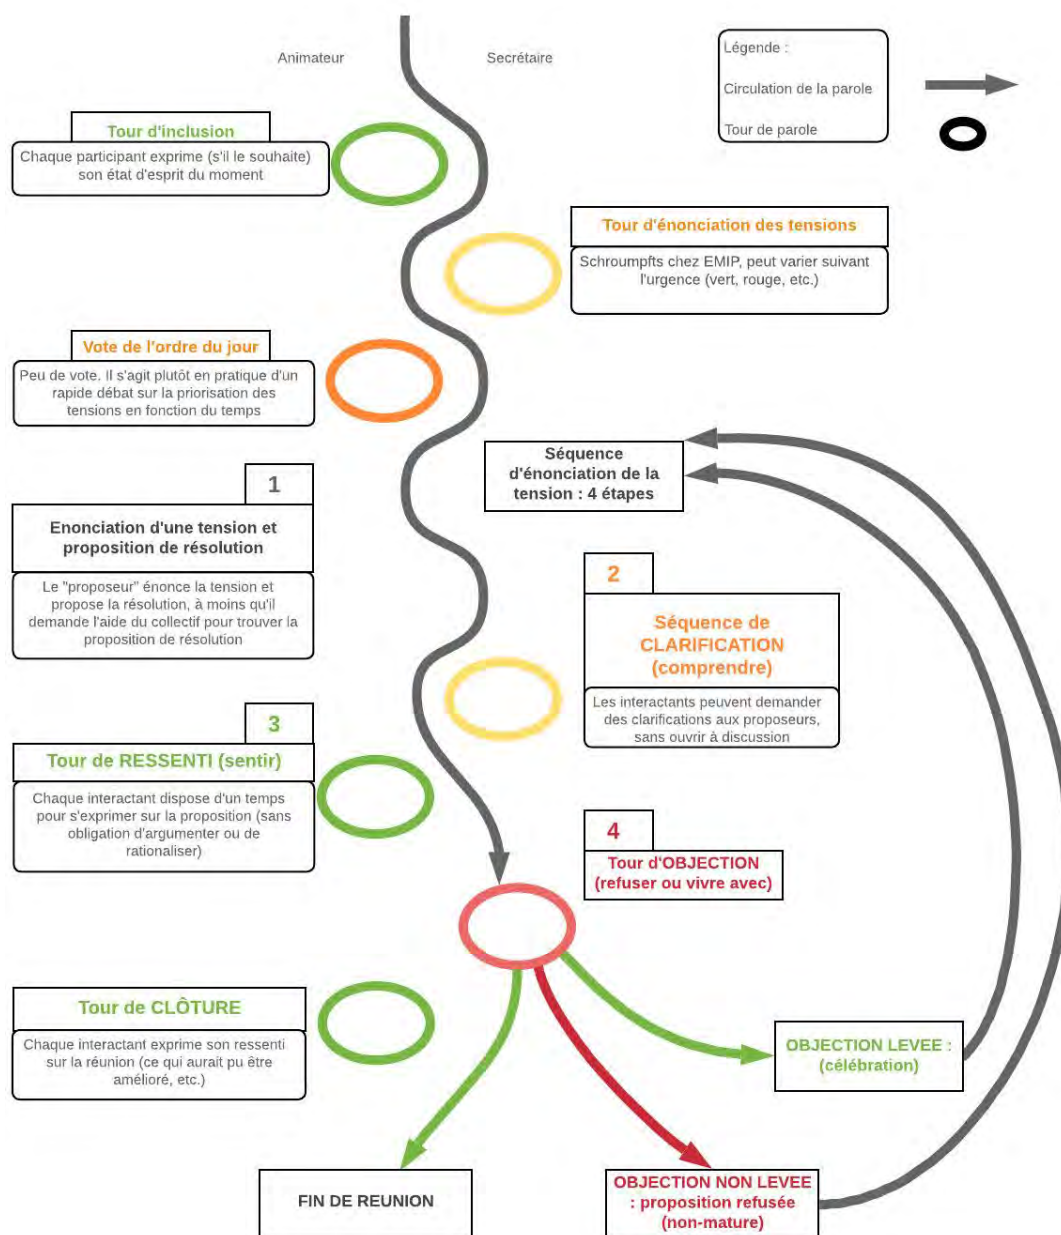 Animateur
Secrétaire
Légende :
Circulation de la parole
Tour de parole
Tour d'inclusion
Chaque participant exprime (s'il le souhaite)
son état d'esprit du moment
Tour d'énonciation des tensions
Schroumpfts chez EMIP, peut varier suivant
l'urgence (vert, rouge, etc.)
Vote de l'ordre du jour
Peu de vote. Il s'agit plutôt en pratique d'un
rapide débat sur la priorisation des
tensions en fonction du temps
Séquence
d'énonciation de la
tension : 4 étapes
1
Enonciation d'une tension et
proposition de résolution
Le "proposeur" énonce la tension et
propose la résolution, à moins qu'il
demande l'aide du collectif pour trouver la
proposition de résolution
2
Séquence de
CLARIFICATION
(comprendre)
Les interactants peuvent demander
des clarifications aux proposeurs,
sans ouvrir à discussion
3
Tour de RESSENTI (sentir)
Chaque interactant dispose d'un temps
pour s'exprimer sur la proposition (sans
obligation d'argumenter ou de
rationaliser)
4
Tour d'OBJECTION
(refuser ou vivre avec)
Tour de CLÔTURE
Chaque interactant exprime son ressenti
sur la réunion (ce qui aurait pu être
amélioré, etc.)
OBJECTION LEVEE :
(célébration)
FIN DE REUNION
OBJECTION NON LEVEE
: proposition refusée
(non-mature)